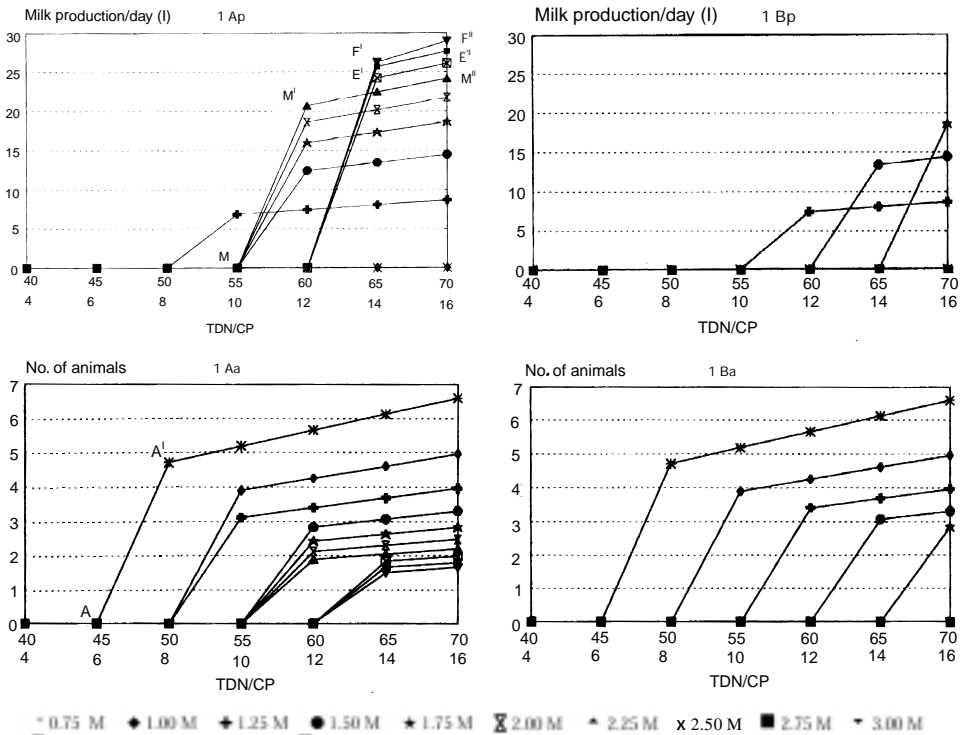 Milk production/day (I) 1 Ap
30
25
20
15
10
5
0
F^I F^II
E^I E^II
M^I M^II
M
40 45 50 55 60 65 70
4 6 8 10 12 14 16
TDN/CP
Milk production/day (I) 1 Bp
30
25
20
15
10
5
0
40 45 50 55 60 65 70
4 6 8 10 12 14 16
TDN/CP
No. of animals 1 Aa
7
6
5
4
3
2
1
0
A^I
A
40 45 50 55 60 65 70
4 6 8 10 12 14 16
TDN/CP
No. of animals 1 Ba
7
6
5
4
3
2
1
0
40 45 50 55 60 65 70
4 6 8 10 12 14 16
TDN/CP
0.75 M 1.00 M 1.25 M 1.50 M 1.75 M 2.00 M 2.25 M x 2.50 M 2.75 M 3.00 M